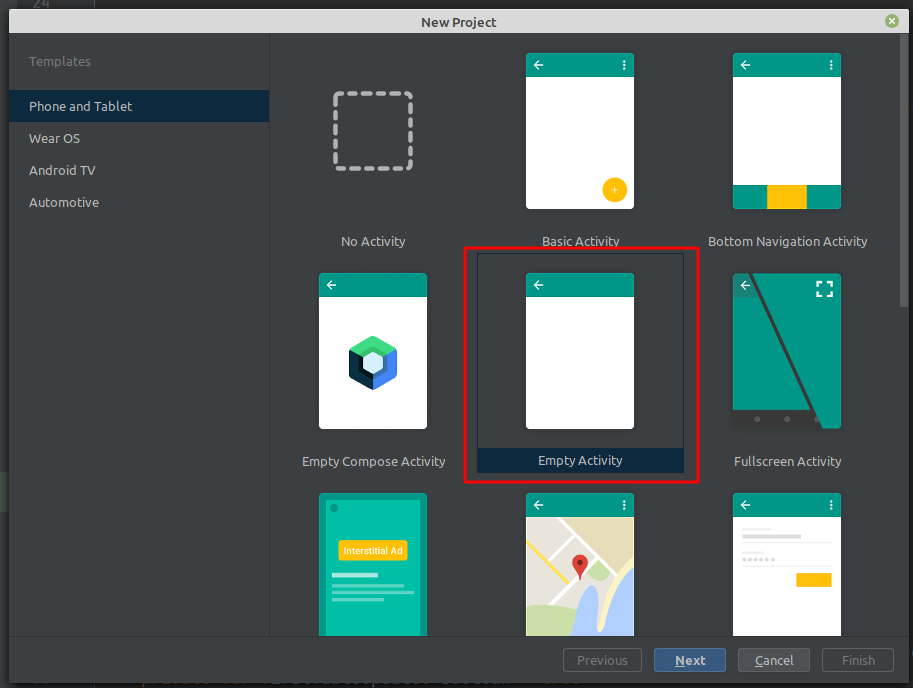 24
New Project
Templates
Phone and Tablet
Wear OS
Android TV
Automotive
No Activity
Basic Activity
Bottom Navigation Activity
Empty Compose Activity
Empty Activity
Fullscreen Activity
Interstitial Ad
Previous
Next
Cancel
Finish